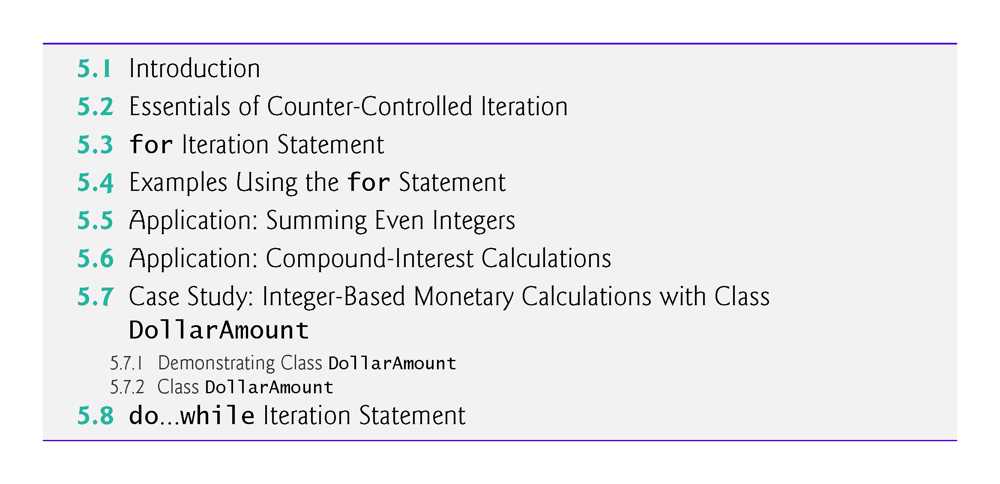 5.1 Introduction
5.2 Essentials of Counter-Controlled Iteration
5.3 for Iteration Statement
5.4 Examples Using the for Statement
5.5 Application: Summing Even Integers
5.6 Application: Compound-Interest Calculations
5.7 Case Study: Integer-Based Monetary Calculations with Class
DollarAmount
5.7.1 Demonstrating Class DollarAmount
5.7.2 Class DollarAmount
5.8 do…while Iteration Statement